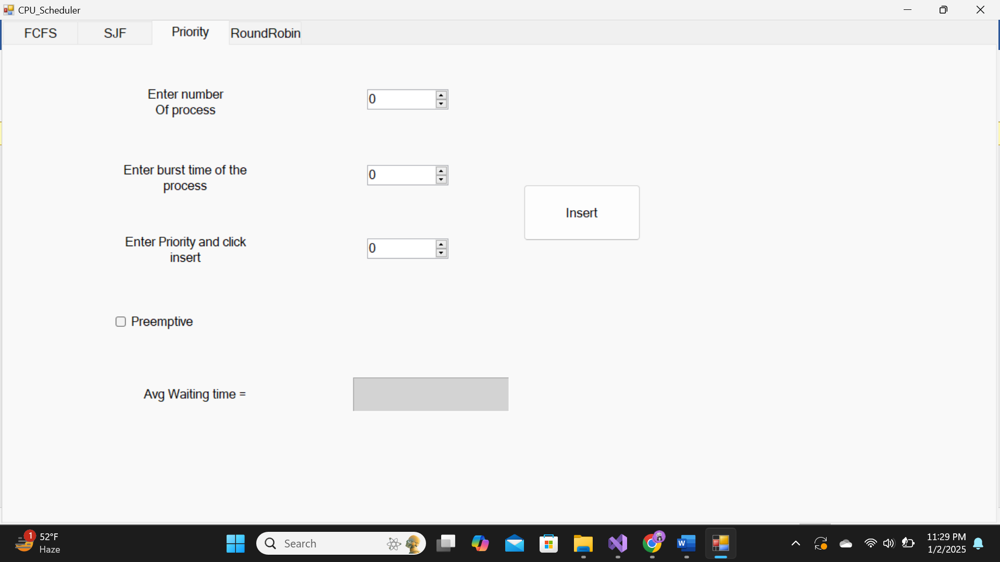 CPU_Scheduler
FCFS SJF Priority RoundRobin
Enter number
Of process
0
Enter burst time of the
process
0
Insert
Enter Priority and click
insert
0
Preemptive
Avg Waiting time =
1
52°F
Haze
Search
W
11:29 PM
1/2/2025